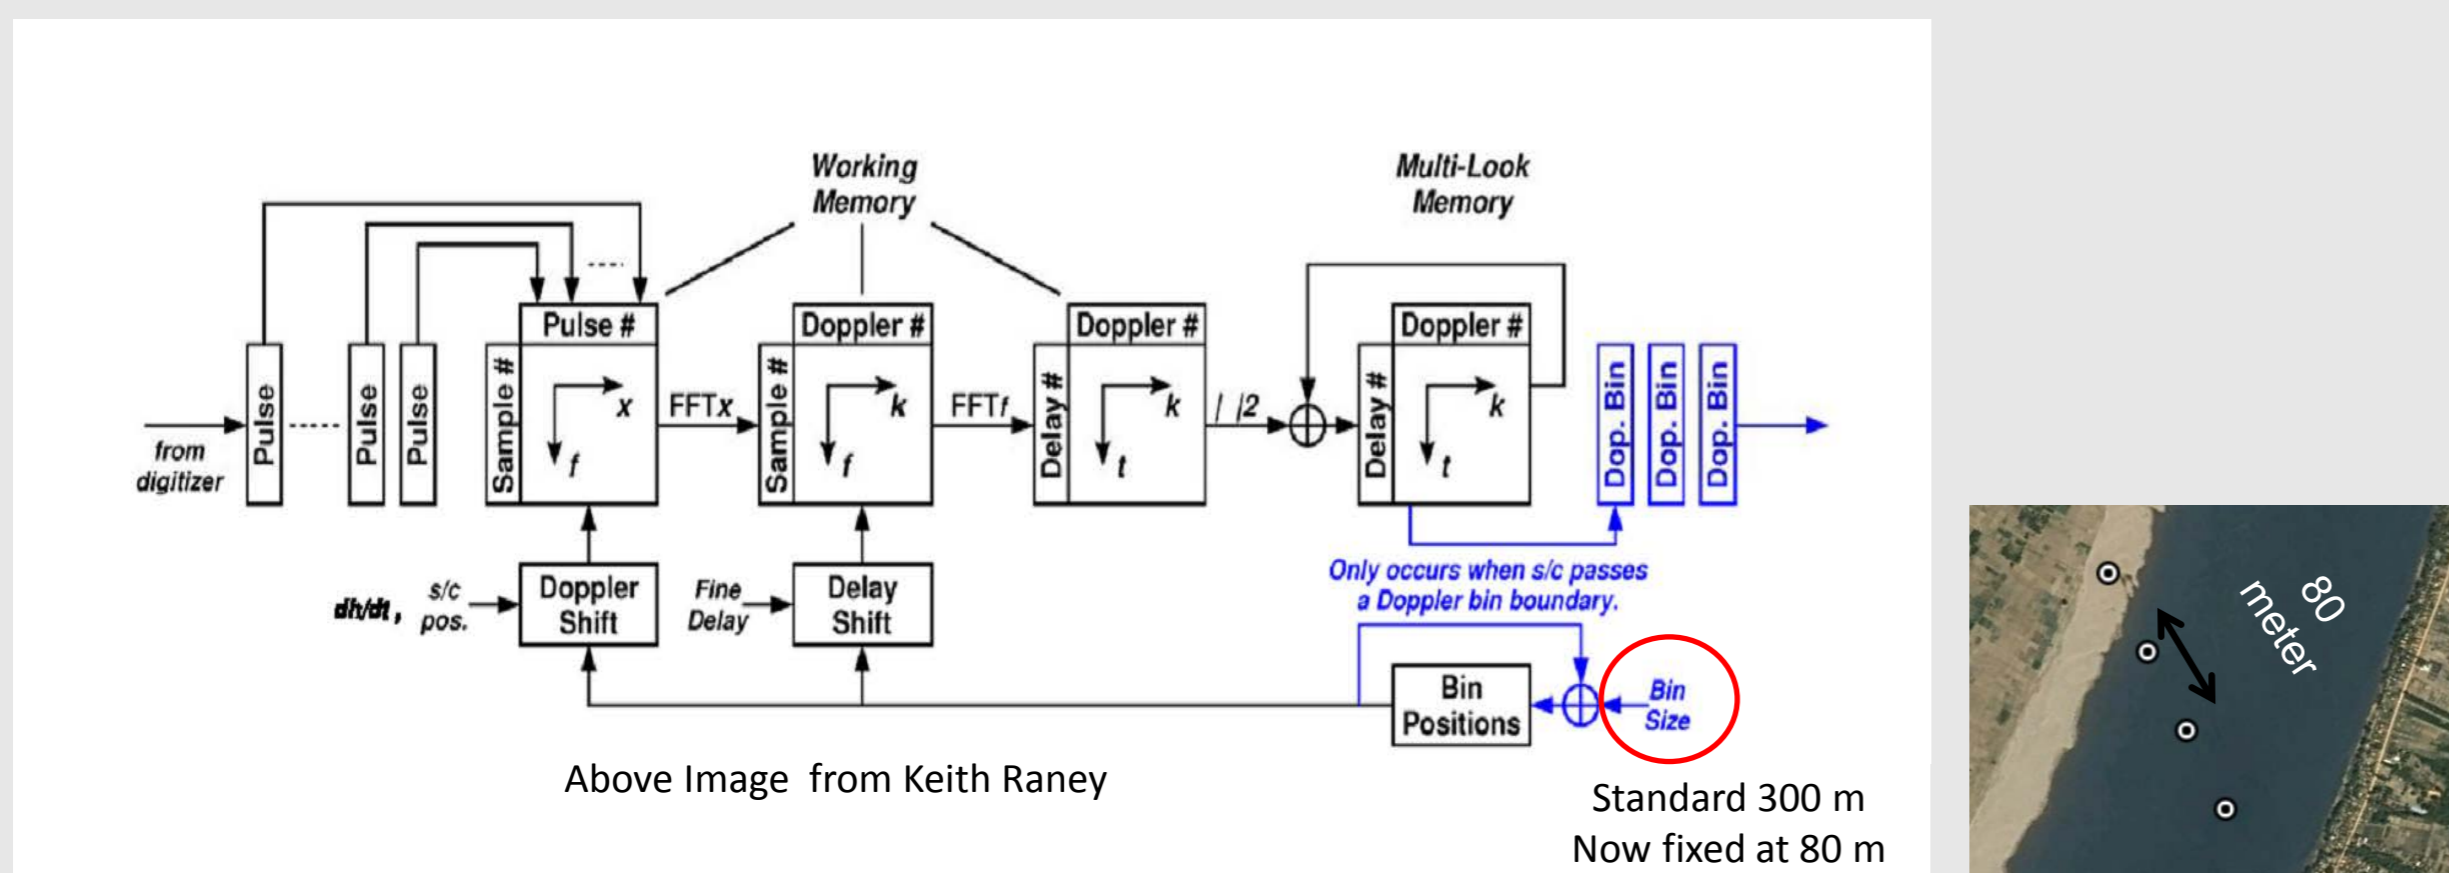 Working
Memory
Multi-Look
Memory
from
digitizer
Pulse
Pulse
Pulse
Pulse #
Sample #
x
f
FFTx
Doppler #
Sample #
k
f
FFTf
Doppler #
Delay #
k
t
| |2
Doppler #
Delay #
k
t
Dop. Bin
Dop. Bin
Dop. Bin
Only occurs when s/c passes
a Doppler bin boundary.
dh/dt,
s/c
pos.
Doppler
Shift
Fine
Delay
Delay
Shift
Bin
Positions
Bin
Size
Above Image from Keith Raney
Standard 300 m
Now fixed at 80 m
80
meter